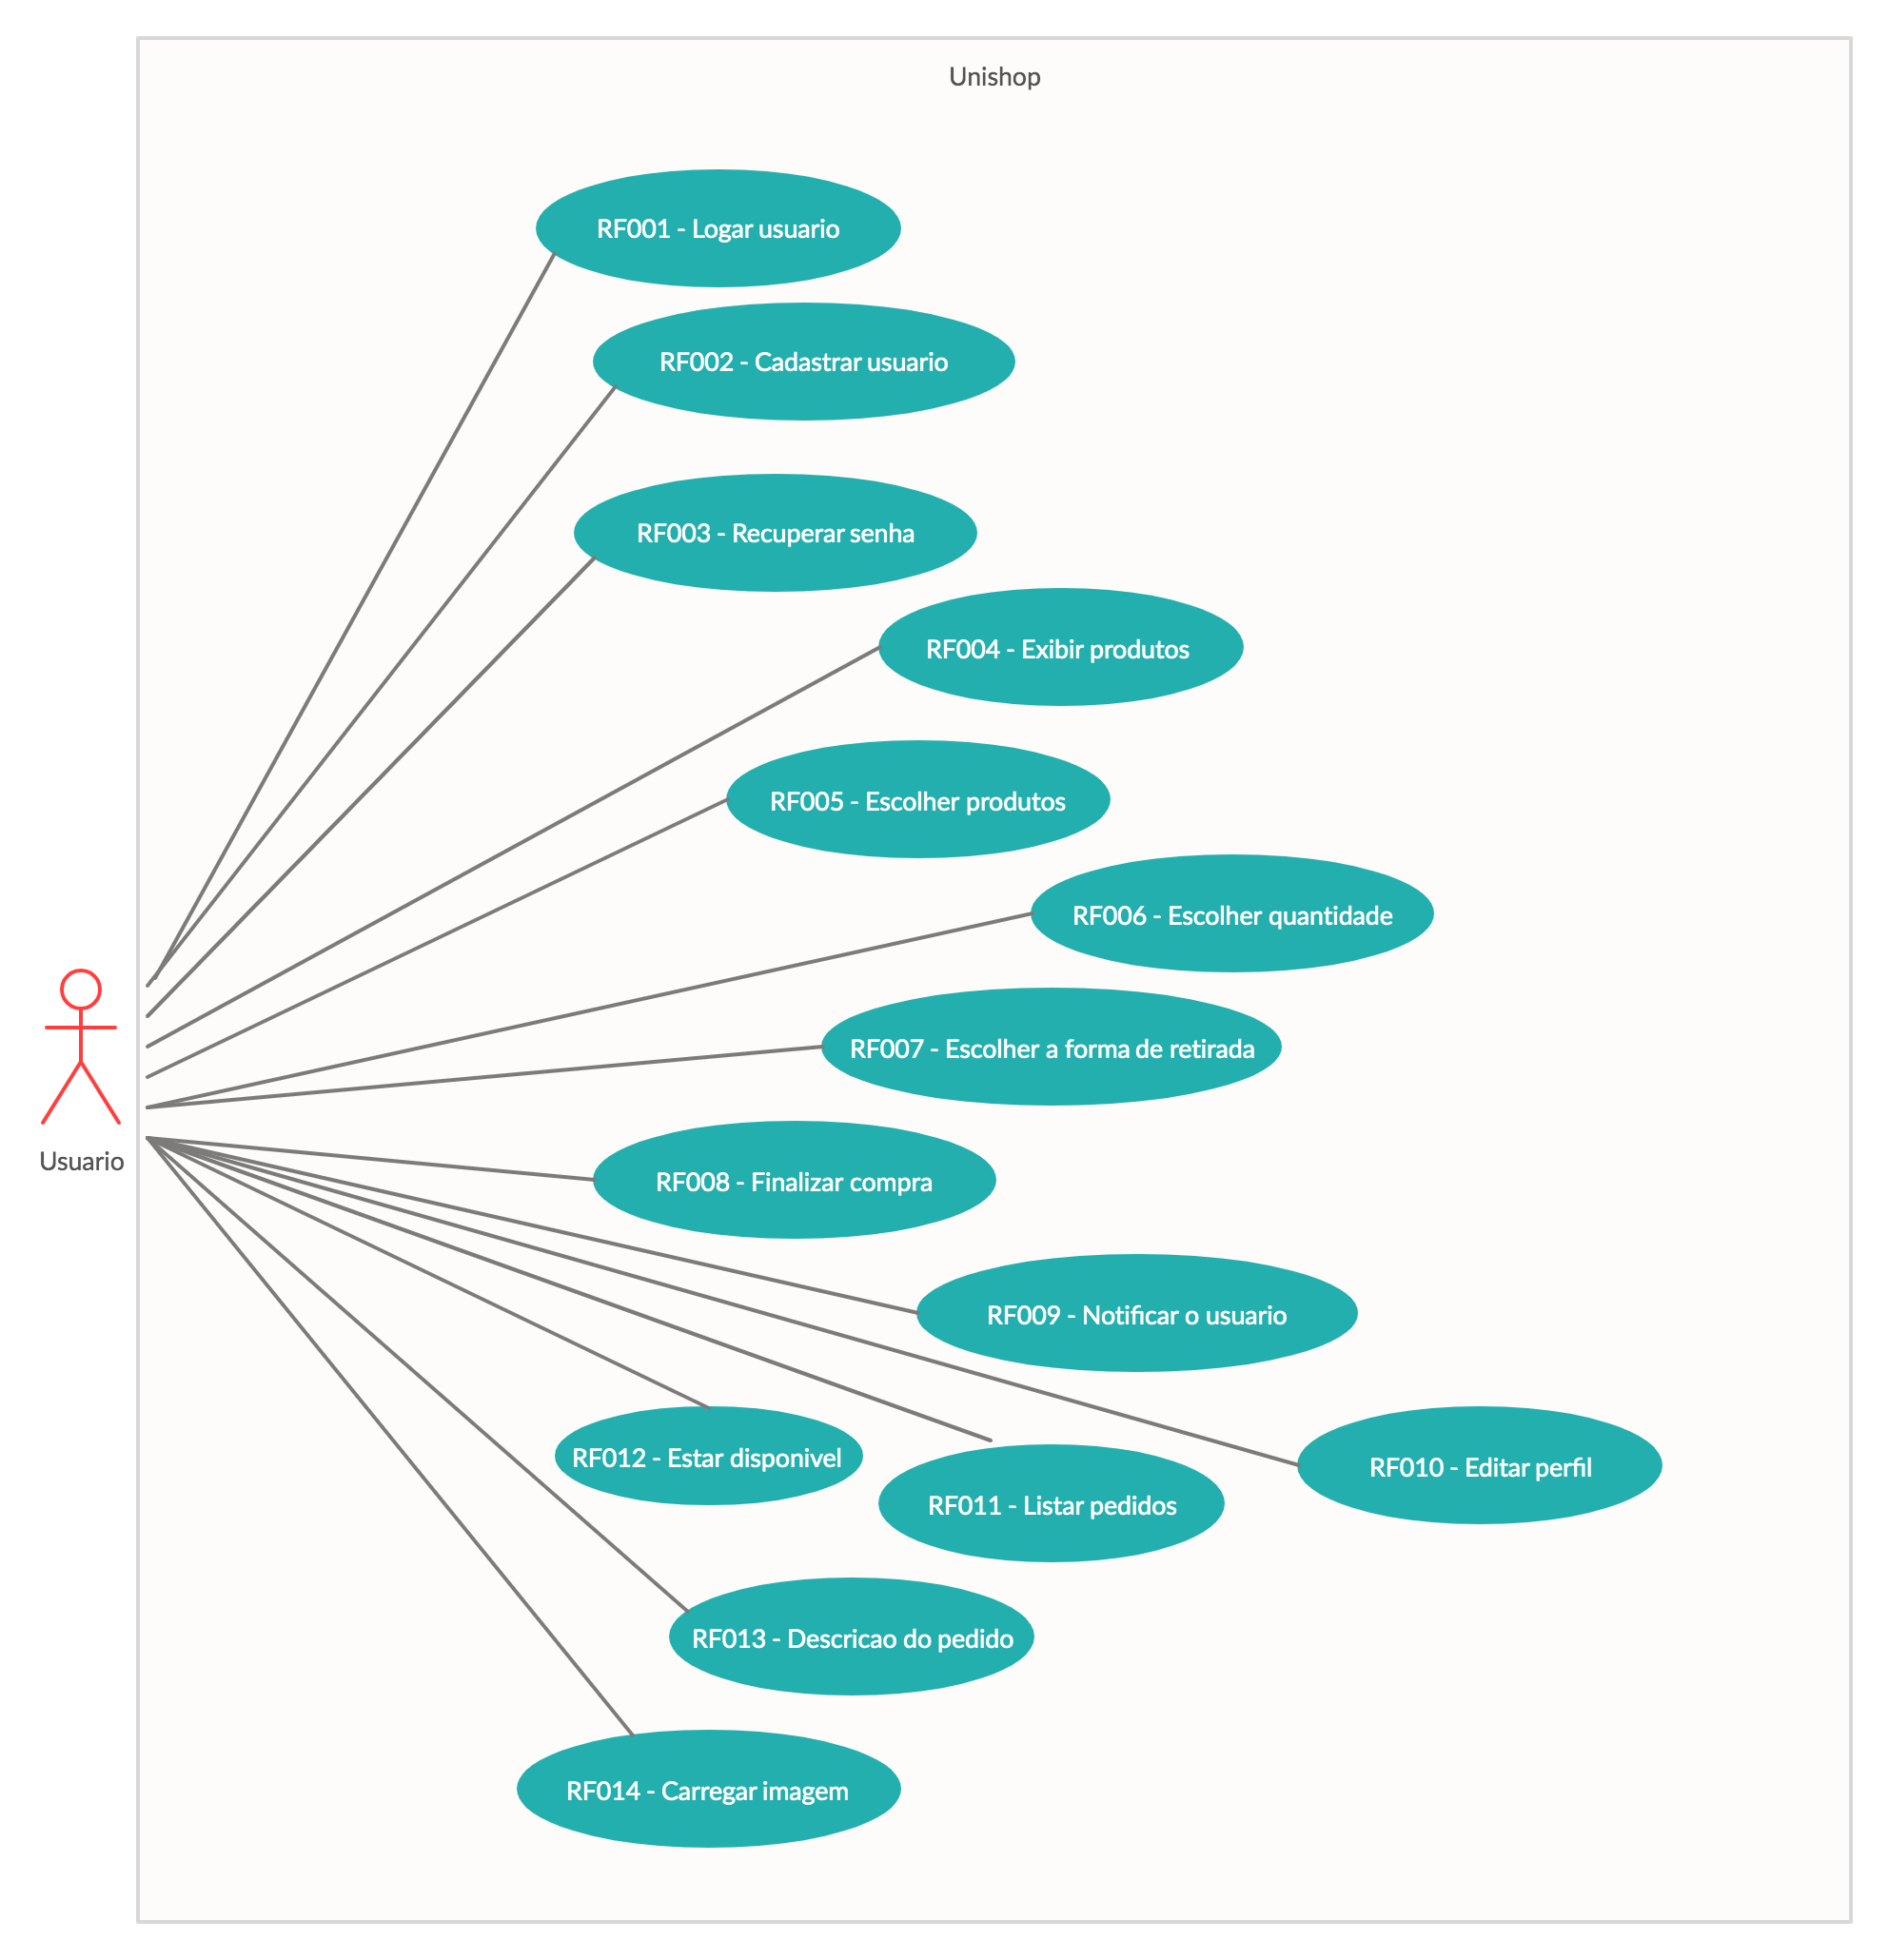 Unishop
RF001 - Logar usuario
RF002 - Cadastrar usuario
RF003 - Recuperar senha
RF004 - Exibir produtos
RF005 - Escolher produtos
RF006 - Escolher quantidade
RF007 - Escolher a forma de retirada
Usuario
RF008 - Finalizar compra
RF009 - Notificar o usuario
RF012 - Estar disponivel
RF010 - Editar perfil
RF011 - Listar pedidos
RF013 - Descricao do pedido
RF014 - Carregar imagem